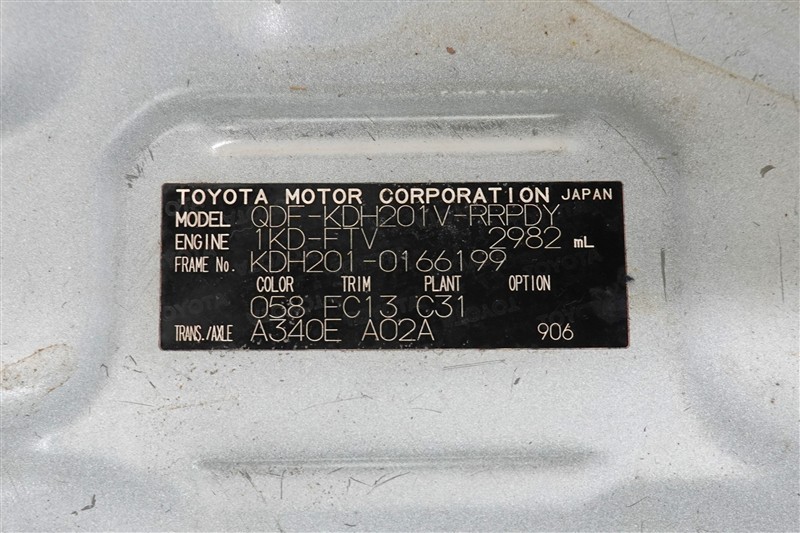 TOYOTA MOTOR CORPORATION JAPAN
MODEL QDF-KDH201V-RRPDY
ENGINE 1KD-FTV 2982 mL
FRAME No. KDH201-0166199
COLOR TRIM PLANT OPTION
058 FC13 C31
TRANS./AXLE A340E A02A 906